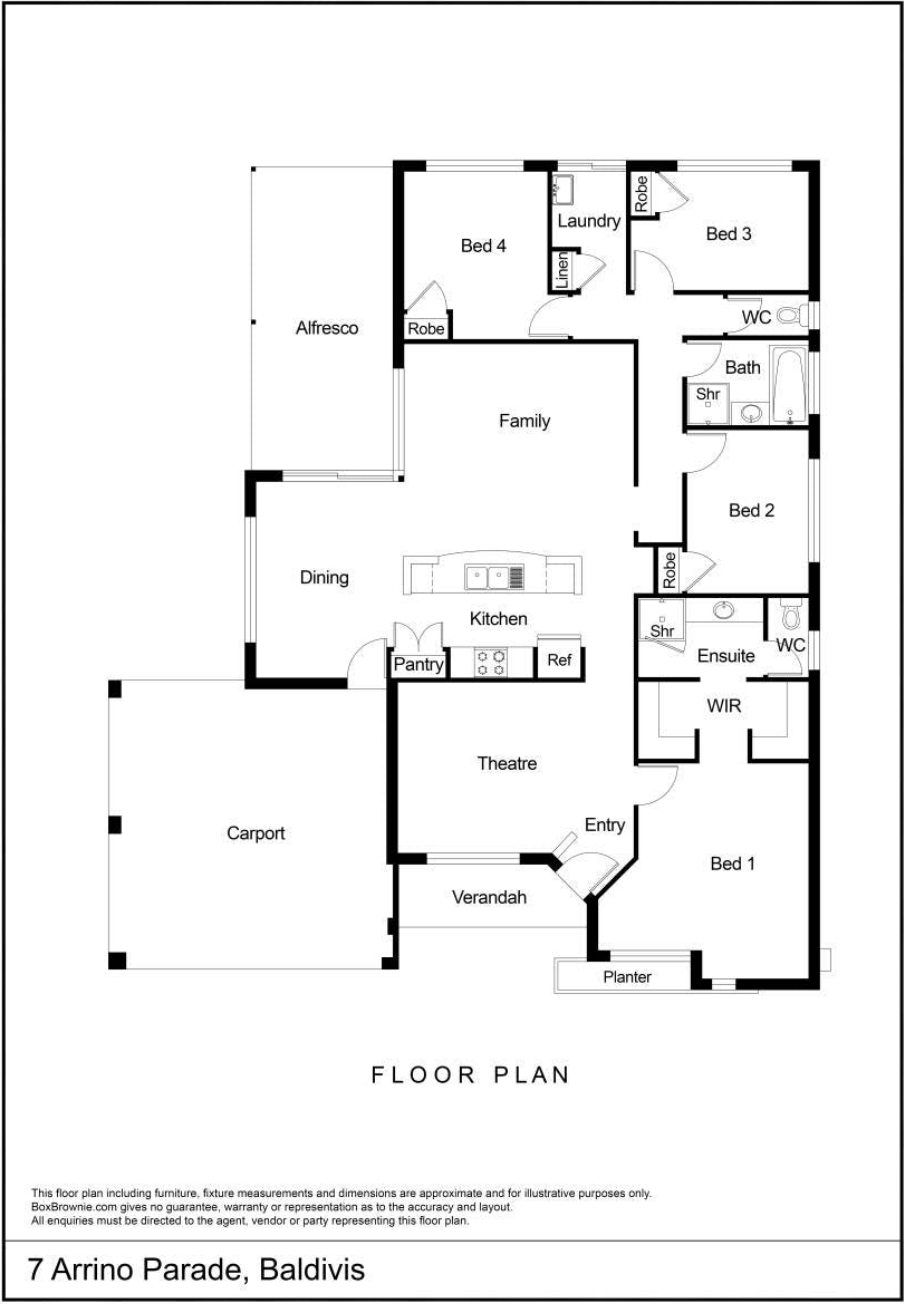 Robe
Laundry
Bed 3
Bed 4
Linen
WC
Alfresco
Robe
Bath
Shr
Family
Bed 2
Dining
Robe
Kitchen
Shr
WC
Pantry
Ref
Ensuite
WIR
Theatre
Entry
Carport
Bed 1
Verandah
Planter
FLOOR PLAN
This floor plan including furniture, fixture measurements and dimensions are approximate and for illustrative purposes only.
BoxBrownie.com gives no guarantee, warranty or representation as to the accuracy and layout.
All enquiries must be directed to the agent, vendor or party representing this floor plan.
7 Arrino Parade, Baldivis